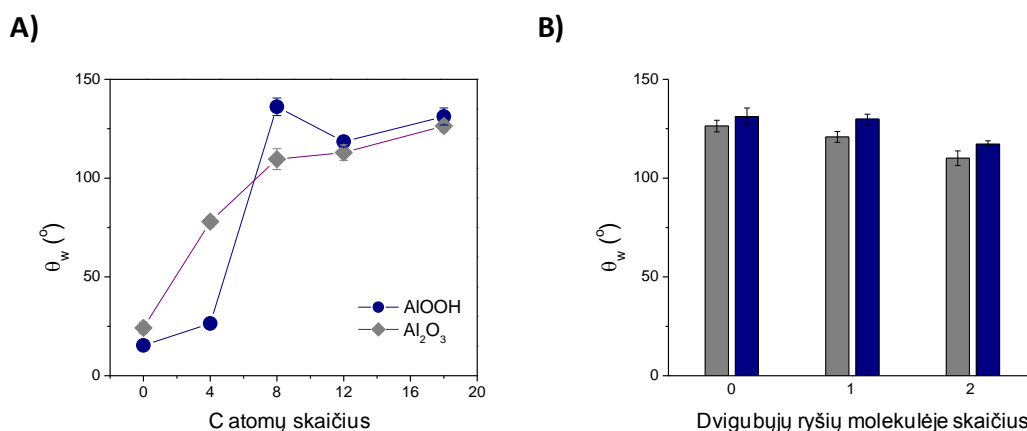 A)
B)
150
100
50
0
θw (o)
0 4 8 12 16 20
C atomų skaičius
AlOOH
Al2O3
150
100
50
0
θw (o)
0 1 2
Dvigubųjų ryšių molekulėje skaičius